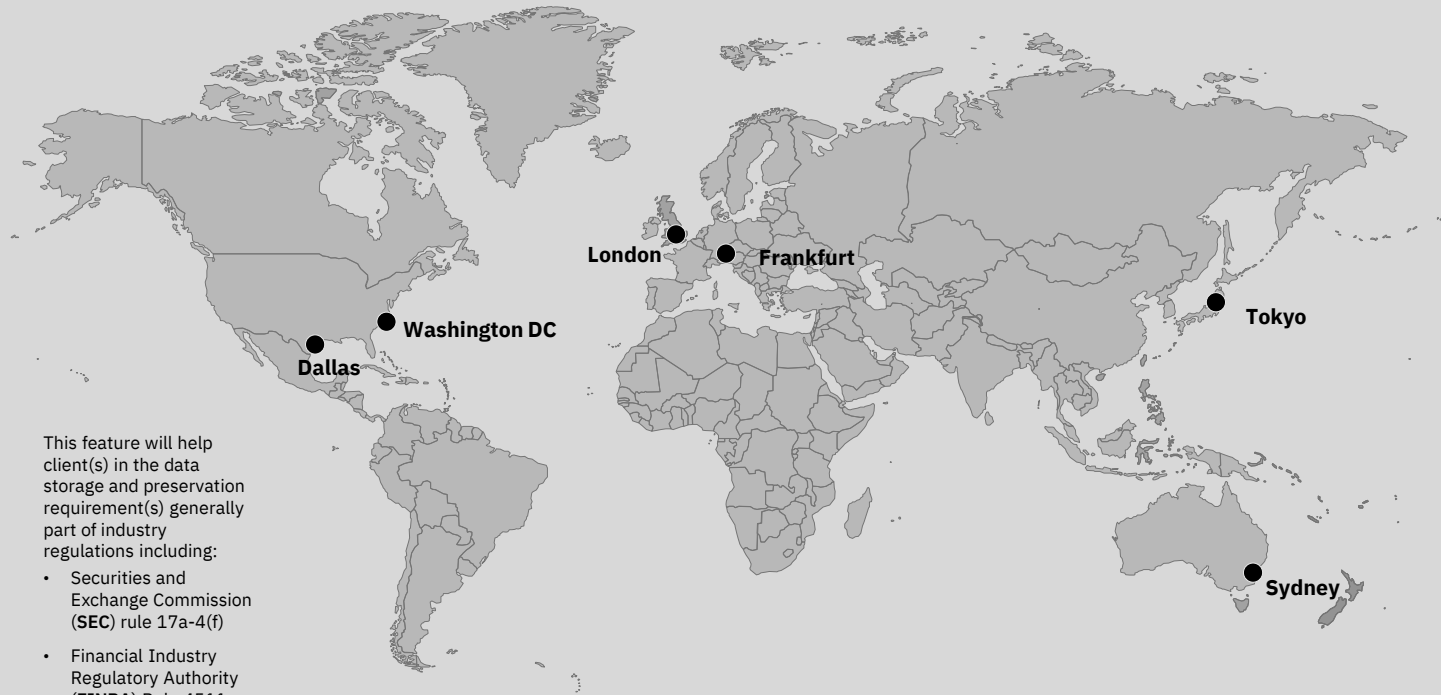 London
Frankfurt
Washington DC
Dallas
Tokyo
Sydney
This feature will help
client(s) in the data
storage and preservation
requirement(s) generally
part of industry
regulations including:
• Securities and
Exchange Commission
(SEC) rule 17a-4(f)
• Financial Industry
Regulatory Authority